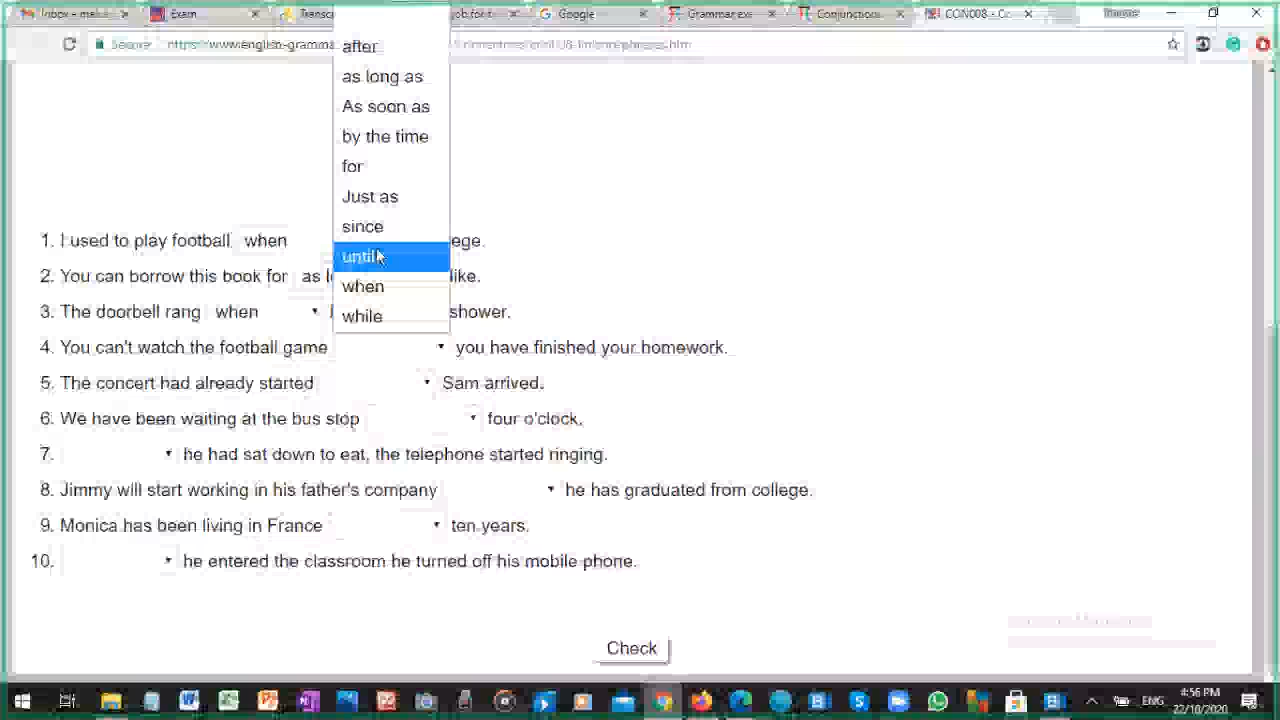 Exam
Google
Grammar exe
Conjunctions
CON008 - Co
Secure
after
as long as
As soon as
by the time
for
Just as
since
until
when
while
1. I used to play football when ege.
2. You can borrow this book for as lo like.
3. The doorbell rang when shower.
4. You can't watch the football game you have finished your homework.
5. The concert had already started Sam arrived.
6. We have been waiting at the bus stop four o'clock.
7. he had sat down to eat, the telephone started ringing.
8. Jimmy will start working in his father's company he has graduated from college.
9. Monica has been living in France ten years.
10. he entered the classroom he turned off his mobile phone.
Check
ENG
4:56 PM
22/10/2020